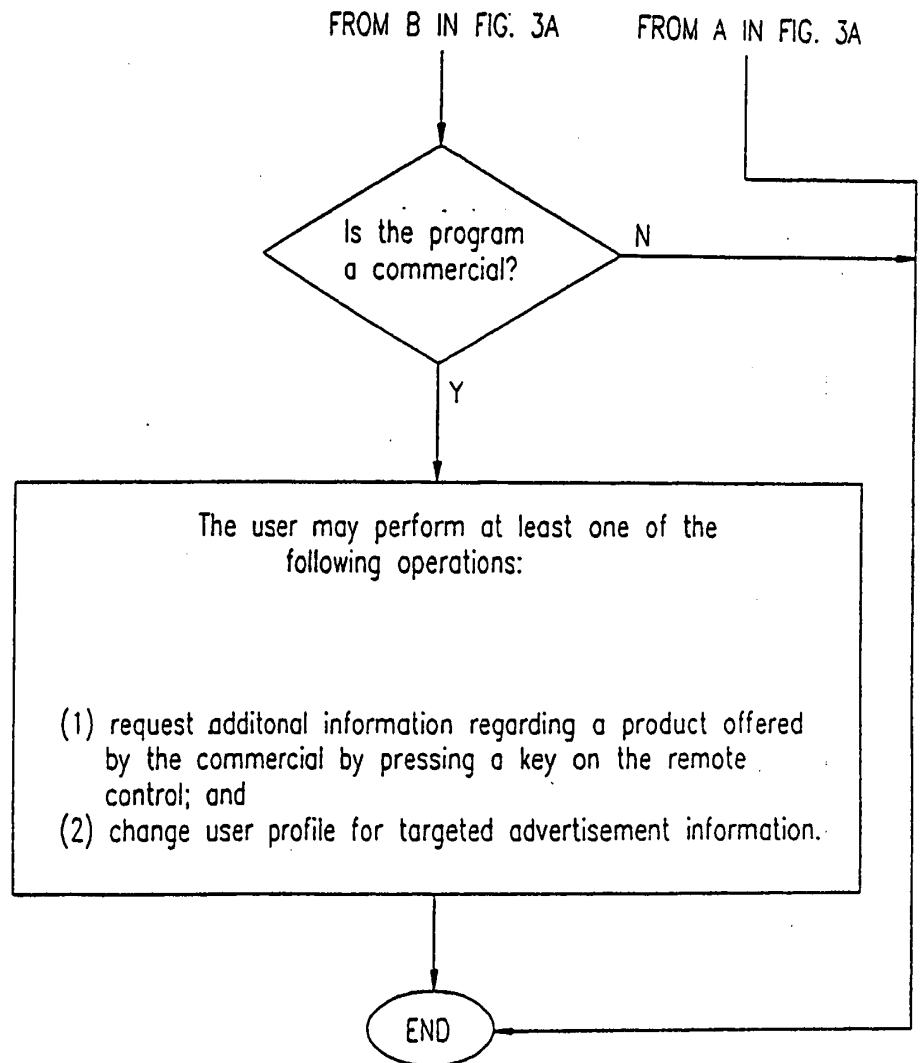 FROM B IN FIG. 3A
FROM A IN FIG. 3A
Is the program
a commercial?
N
Y
The user may perform at least one of the
following operations:
(1) request additonal information regarding a product offered
by the commercial by pressing a key on the remote
control; and
(2) change user profile for targeted advertisement information.
END